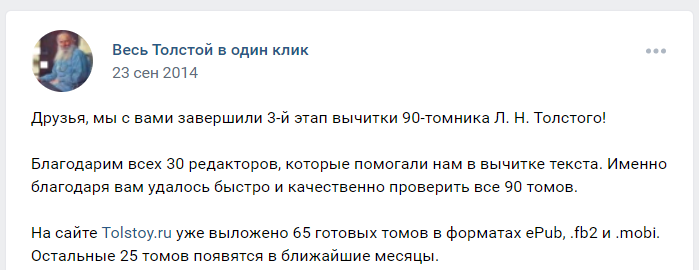 Весь Толстой в один клик
23 сен 2014
Друзья, мы с вами завершили 3-й этап вычитки 90-томника Л. Н. Толстого!
Благодарим всех 30 редакторов, которые помогали нам в вычитке текста. Именно
благодаря вам удалось быстро и качественно проверить все 90 томов.
На сайте Tolstoy.ru уже выложено 65 готовых томов в форматах ePub, .fb2 и .mobi.
Остальные 25 томов появятся в ближайшие месяцы.